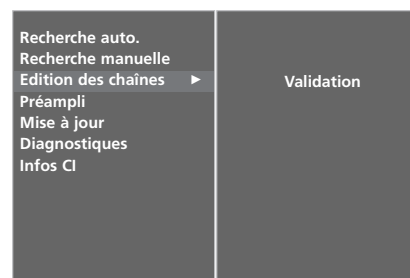 Recherche auto.
Recherche manuelle
Edition des chaînes ►
Préampli
Mise à jour
Diagnostiques
Infos CI
Validation